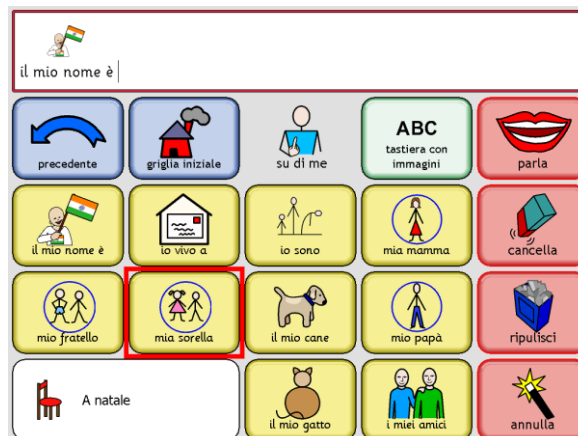 il mio nome è
precedente
griglia iniziale
su di me
ABC
tastiera con
immagini
parla
il mio nome è
io vivo a
io sono
mia mamma
cancella
mio fratello
mia sorella
il mio cane
mio papà
ripulisci
A natale
il mio gatto
i miei amici
annulla